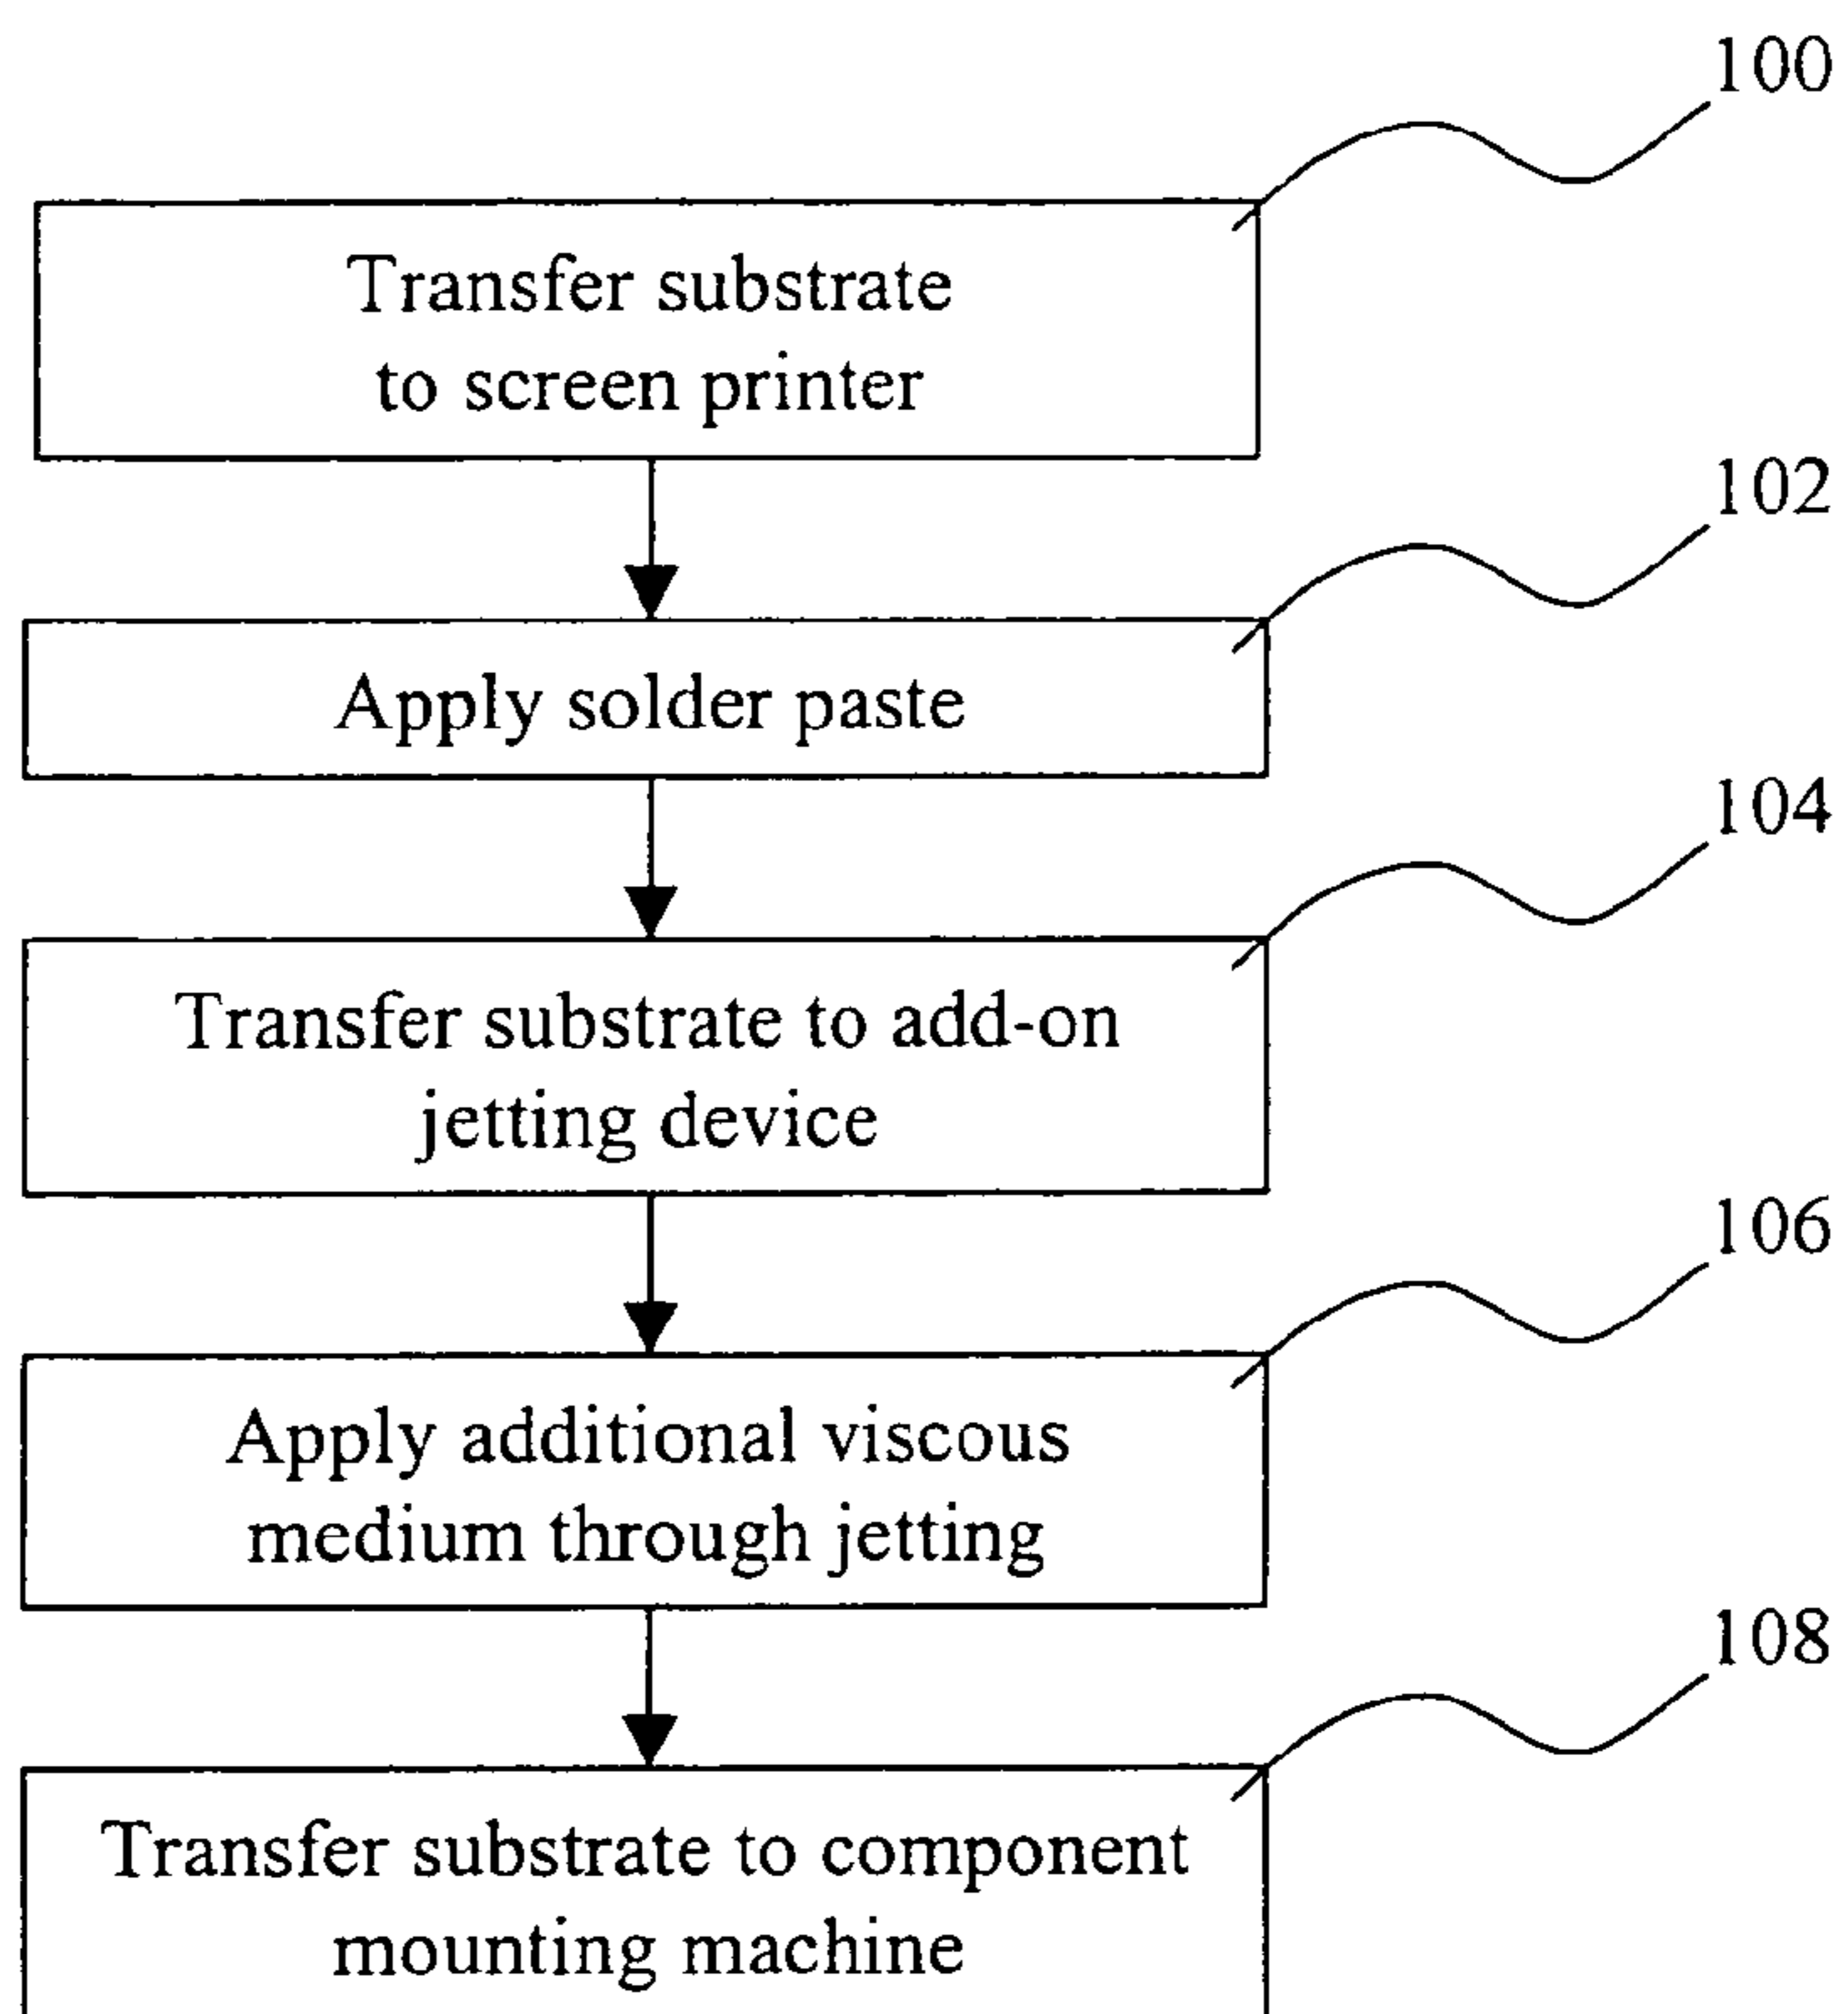 100
Transfer substrate
to screen printer
102
Apply solder paste
104
Transfer substrate to add-on
jetting device
106
Apply additional viscous
medium through jetting
108
Transfer substrate to component
mounting machine